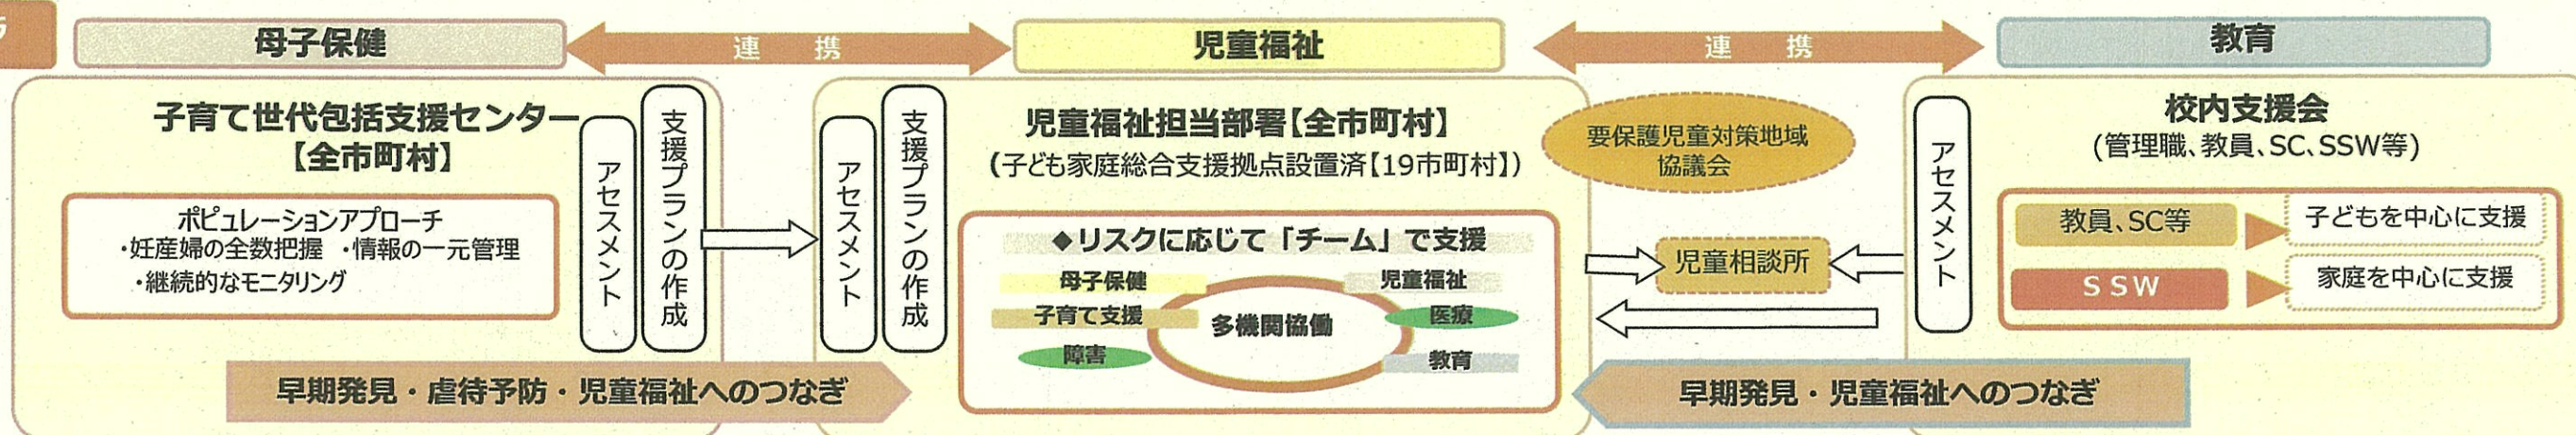 母子保健
連　携
児童福祉
連　携
教育
子育て世代包括支援センター
【全市町村】
ポピュレーションアプローチ
・妊産婦の全数把握　・情報の一元管理
・継続的なモニタリング
アセスメント
支援プランの作成
早期発見・虐待予防・児童福祉へのつなぎ
アセスメント
支援プランの作成
児童福祉担当部署【全市町村】
（子ども家庭総合支援拠点設置済【19市町村】）
◆リスクに応じて「チーム」で支援
母子保健
児童福祉
子育て支援
多機関協働
医療
障害
教育
要保護児童対策地域
協議会
児童相談所
アセスメント
校内支援会
（管理職、教員、SC、SSW等）
教員、SC等
子どもを中心に支援
ＳＳＷ
家庭を中心に支援
早期発見・児童福祉へのつなぎ